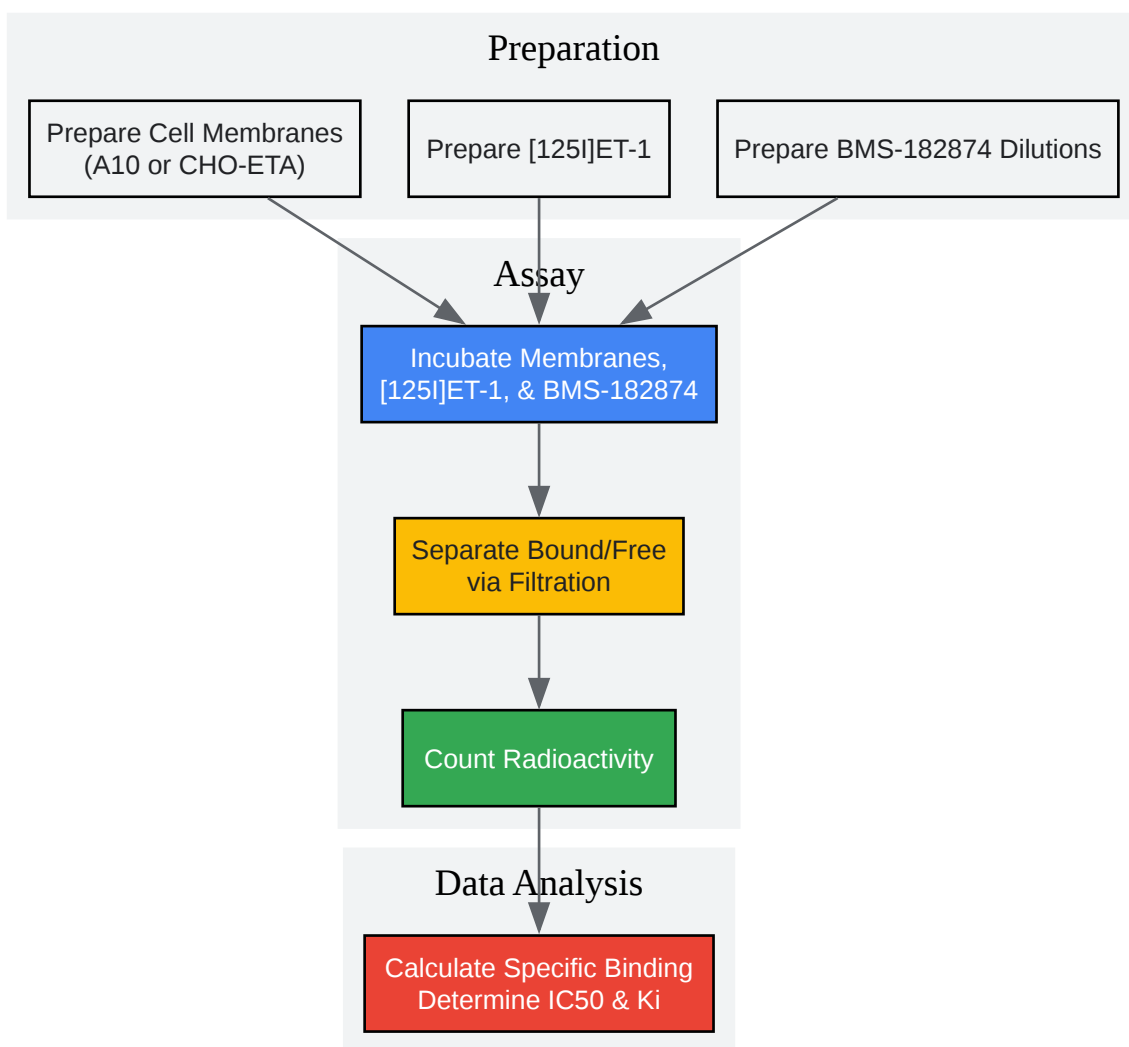 Preparation
Prepare Cell Membranes
(A10 or CHO-ETA)
Prepare [125I]ET-1
Prepare BMS-182874 Dilutions
Assay
Incubate Membranes,
[125I]ET-1, & BMS-182874
Separate Bound/Free
via Filtration
Count Radioactivity
Data Analysis
Calculate Specific Binding
Determine IC50 & Ki